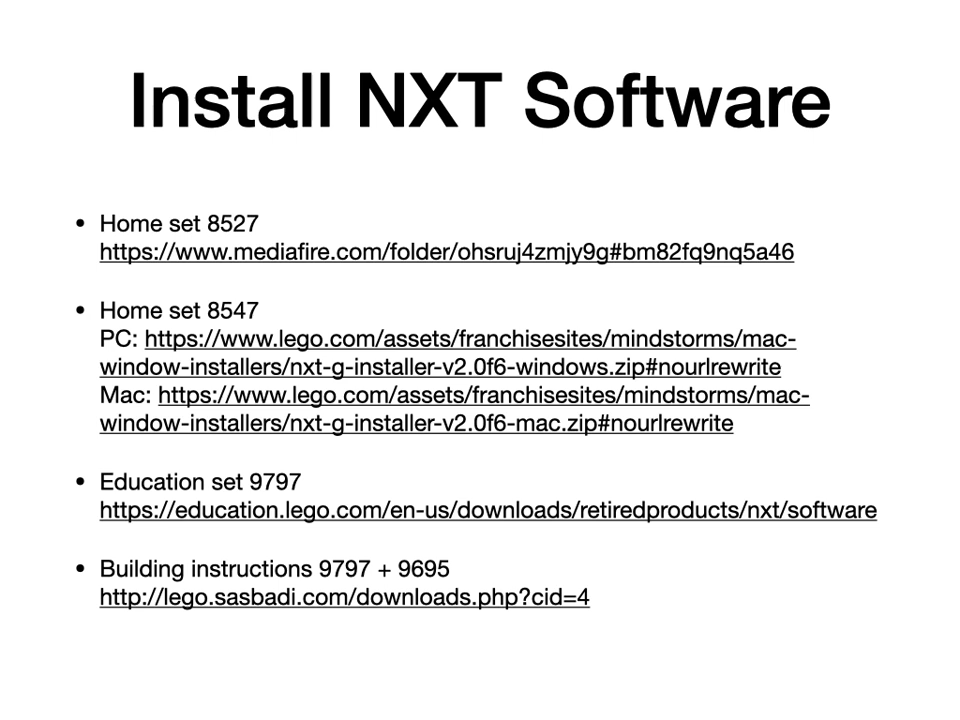 Install NXT Software
• Home set 8527
https://www.mediafire.com/folder/ohsruj4zmjy9g#bm82fq9nq5a46
• Home set 8547
PC: https://www.lego.com/assets/franchisesites/mindstorms/mac-
window-installers/nxt-g-installer-v2.0f6-windows.zip#nourlrewrite
Mac: https://www.lego.com/assets/franchisesites/mindstorms/mac-
window-installers/nxt-g-installer-v2.0f6-mac.zip#nourlrewrite
• Education set 9797
https://education.lego.com/en-us/downloads/retiredproducts/nxt/software
• Building instructions 9797 + 9695
http://lego.sasbadi.com/downloads.php?cid=4